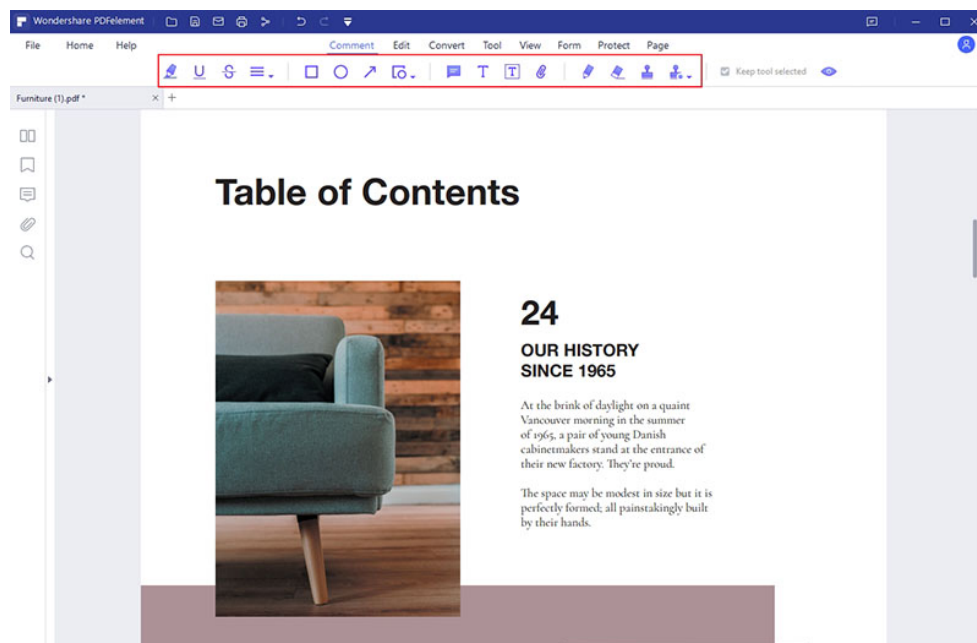 Wondershare PDFelement
File Home Help Comment Edit Convert Tool View Form Protect Page
Keep tool selected
Furniture (1).pdf *
Table of Contents
24
OUR HISTORY
SINCE 1965
At the brink of daylight on a quaint
Vancouver morning in the summer
of 1965, a pair of young Danish
cabinetmakers stand at the entrance of
their new factory. They're proud.
The space may be modest in size but it is
perfectly formed; all painstakingly built
by their hands.